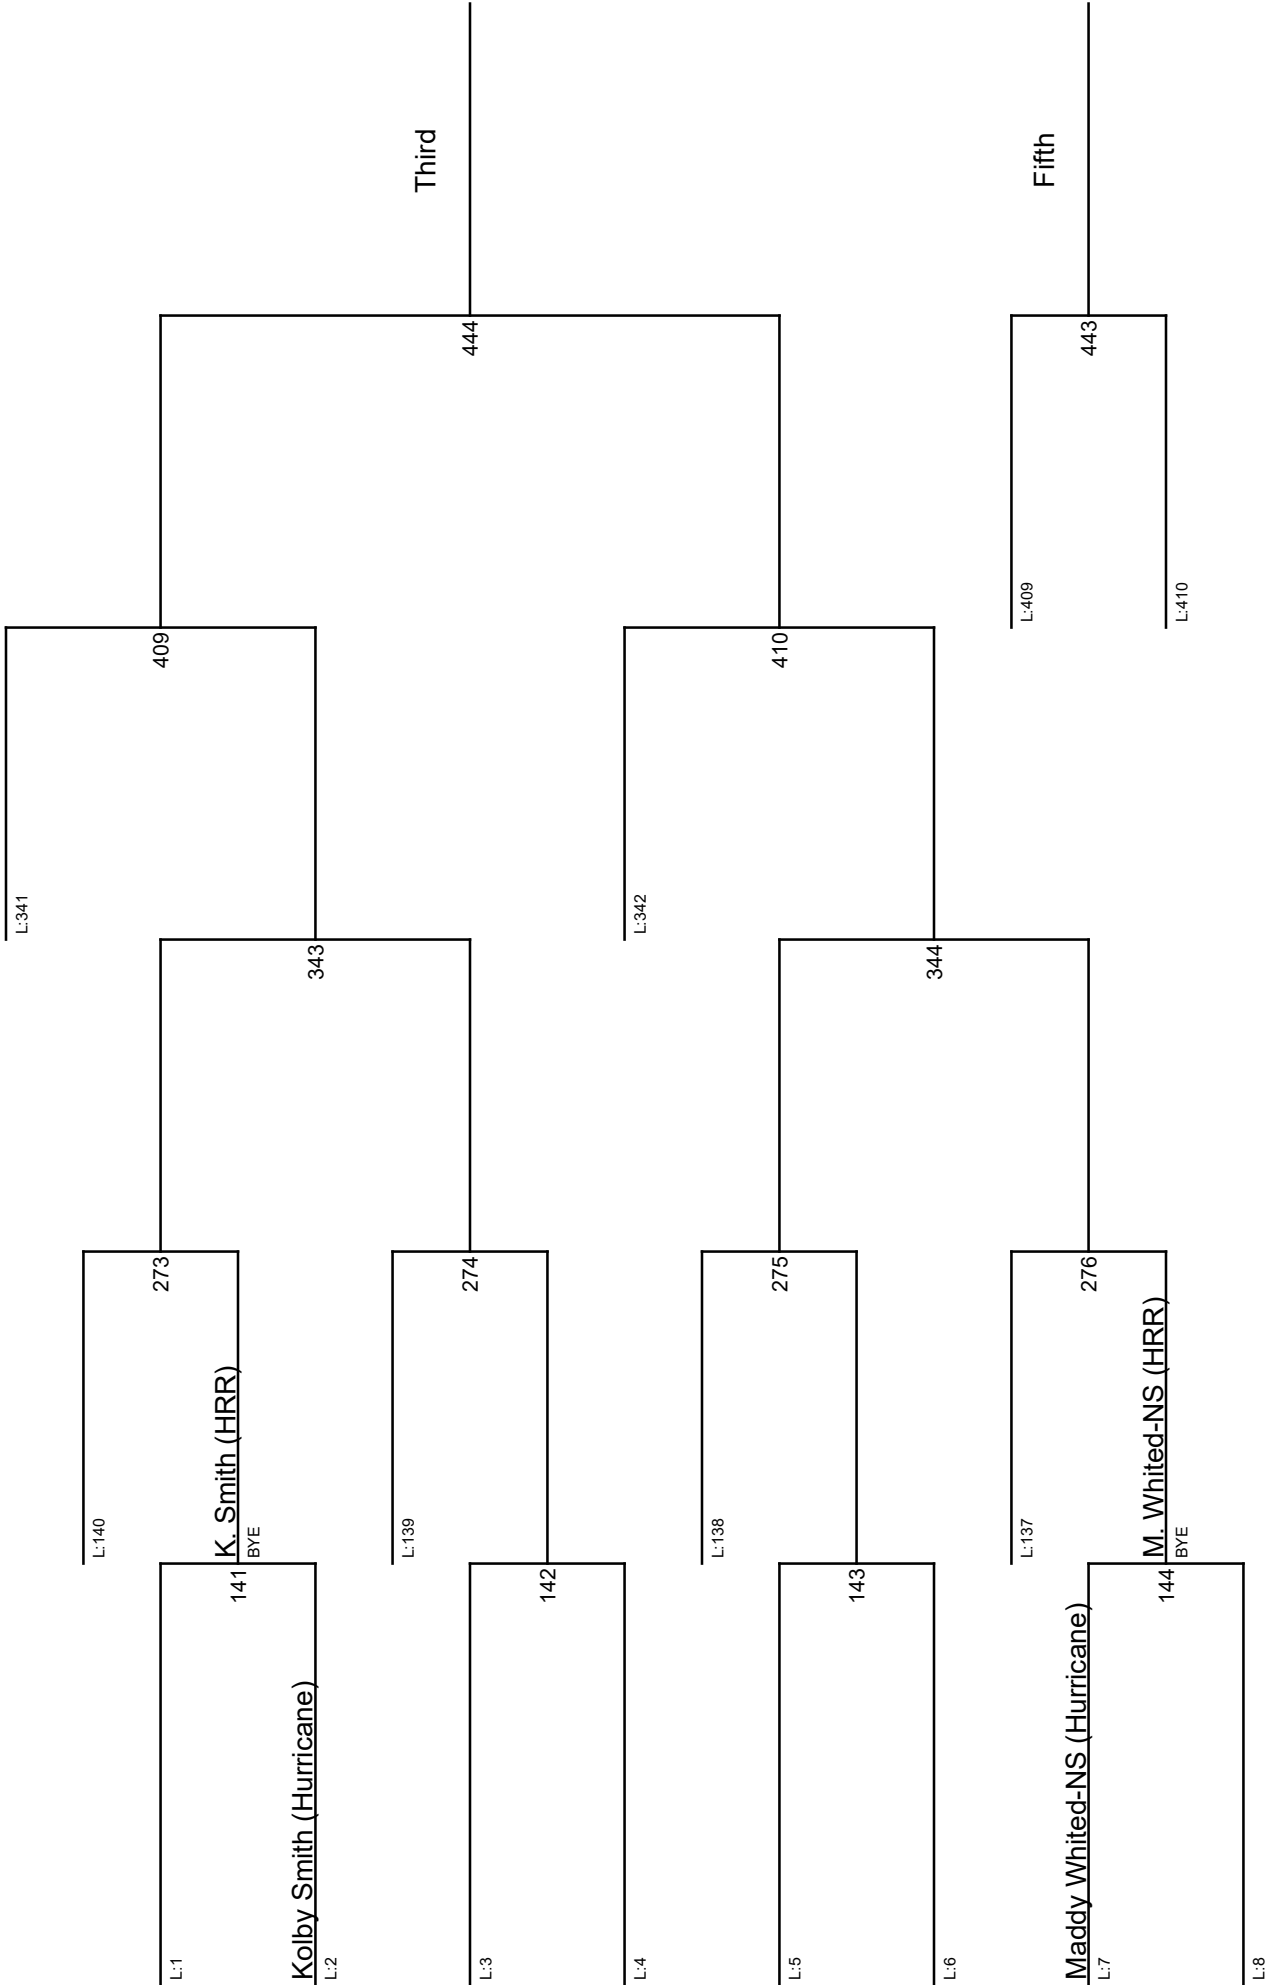 L:1
Kolby Smith (Hurricane)
L:2
L:3
L:4
L:5
L:6
Maddy Whited-NS (Hurricane)
L:7
L:8
141
142
143
144
L:140
K. Smith (HRR)
BYE
L:139
L:138
L:137
M. Whited-NS (HRR)
BYE
273
274
275
276
343
344
L:341
L:342
409
410
L:409
L:410
444
443
Third
Fifth